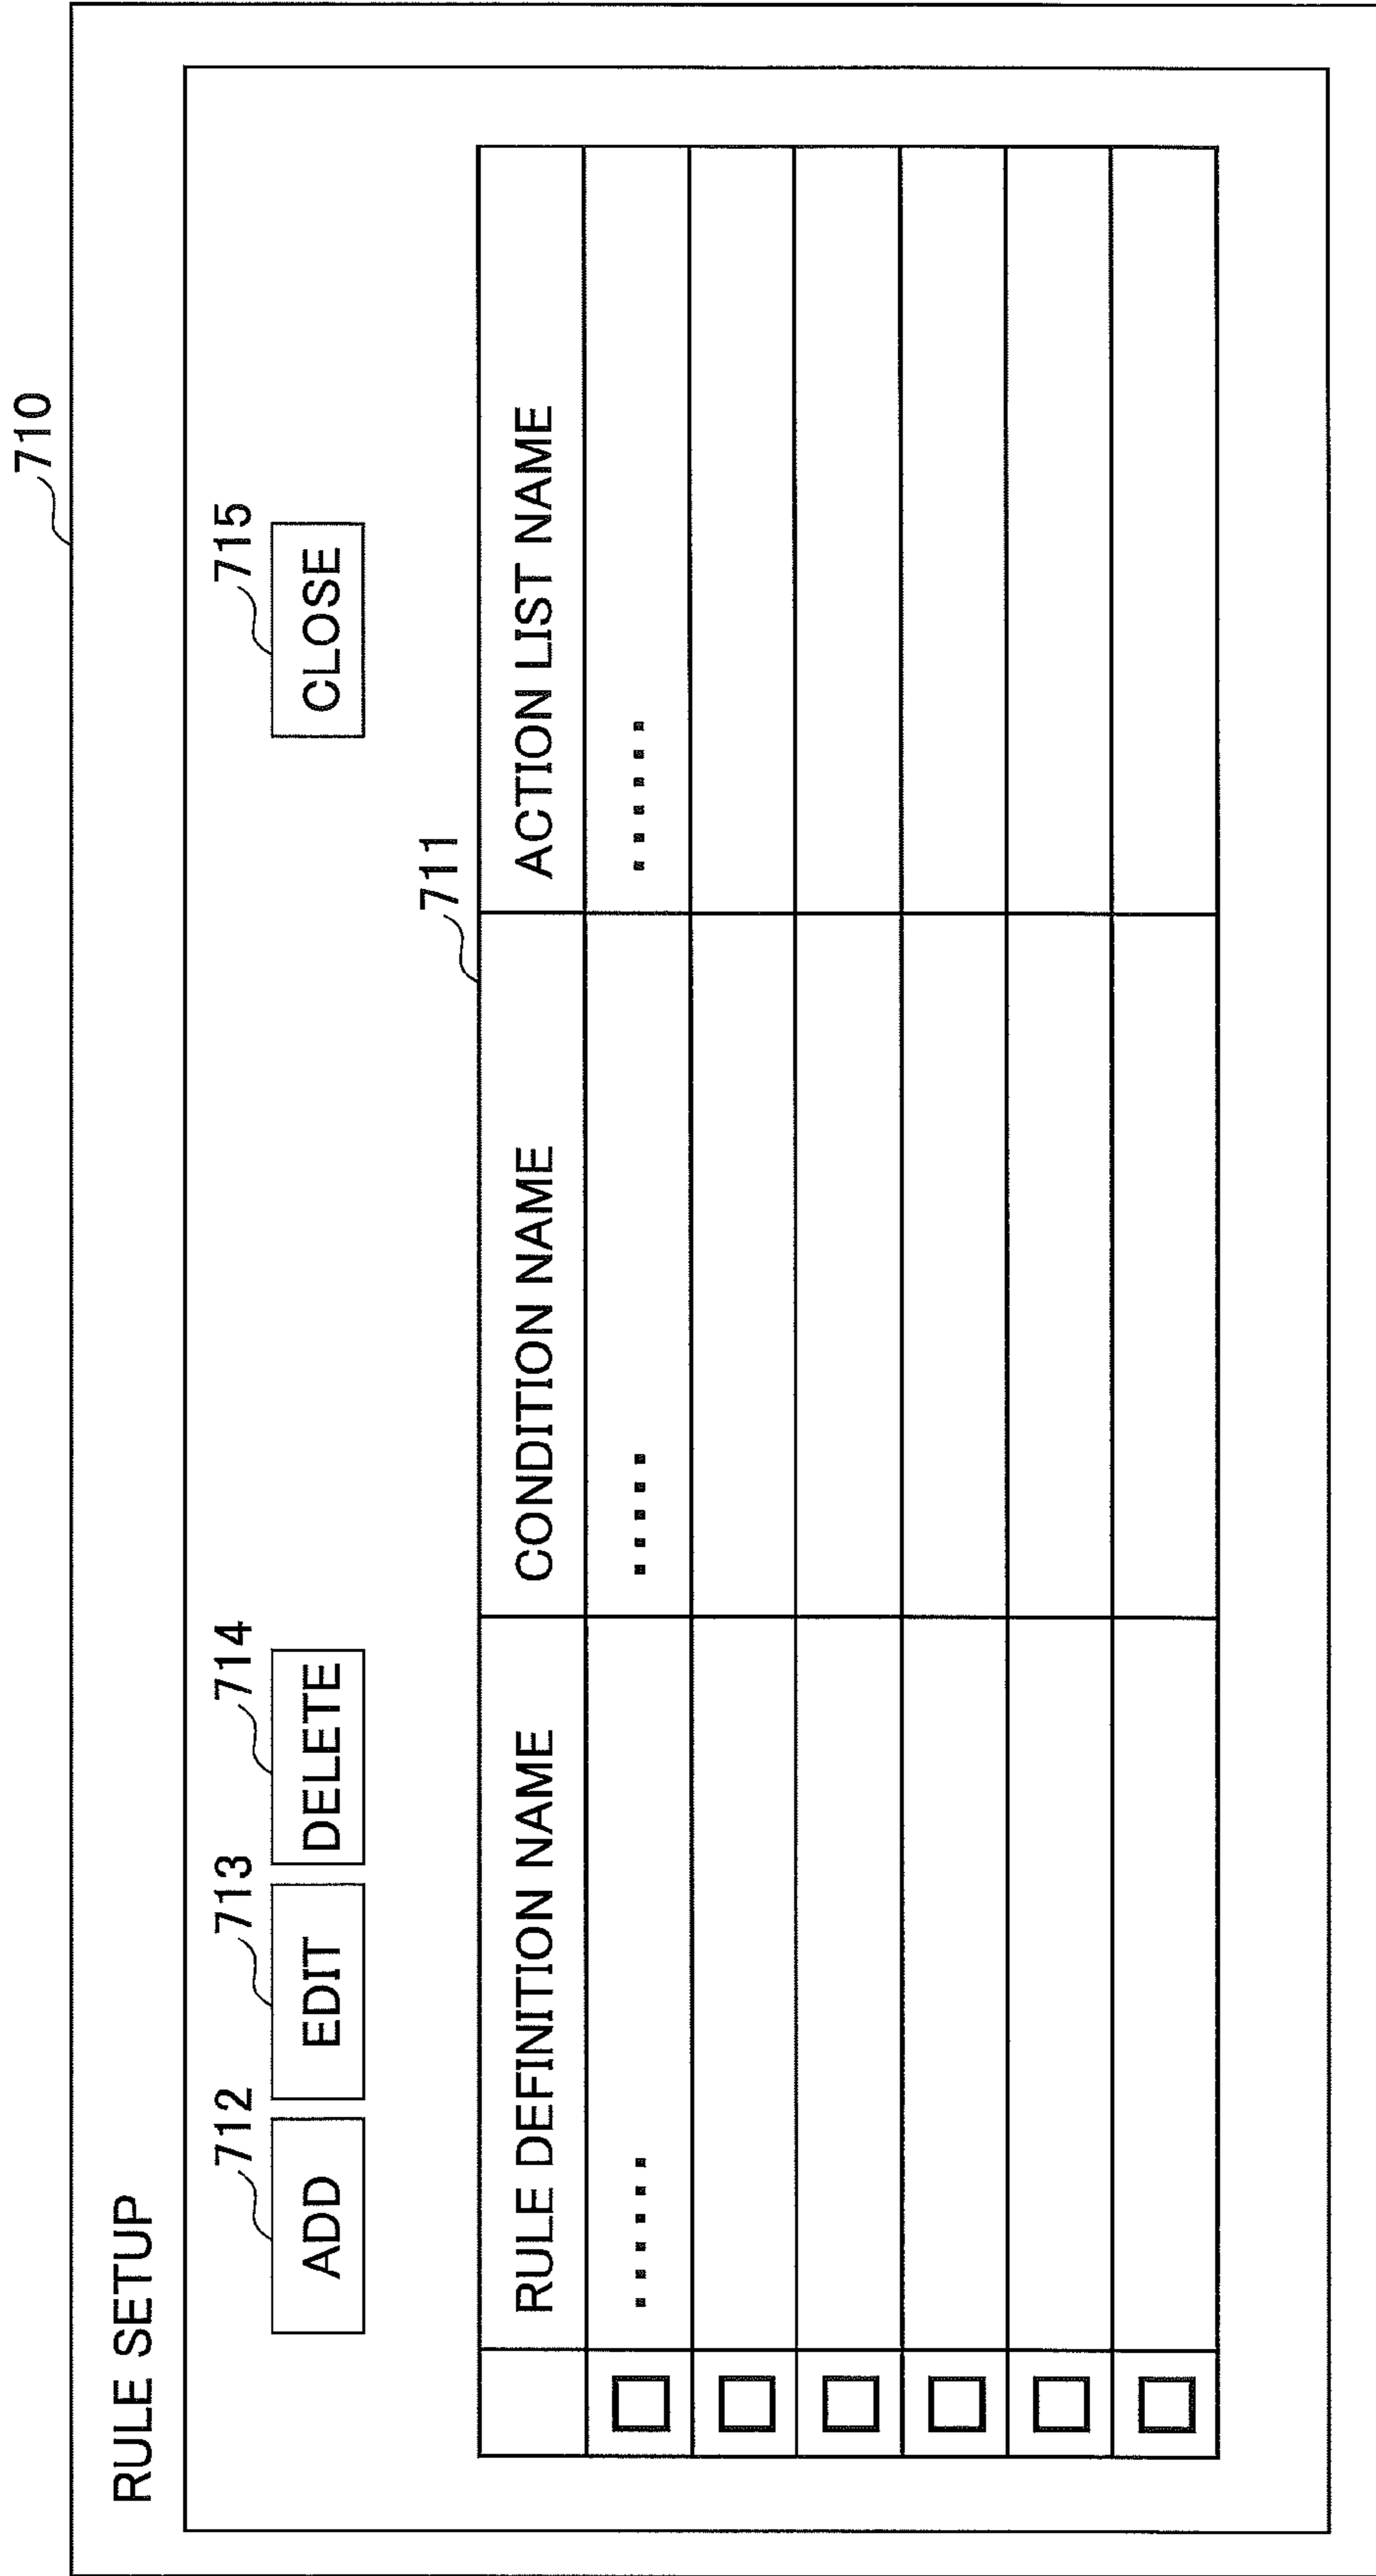 710
RULE SETUP
712 713 714 715
ADD EDIT DELETE CLOSE
711
RULE DEFINITION NAME CONDITION NAME ACTION LIST NAME
...... ..... ......